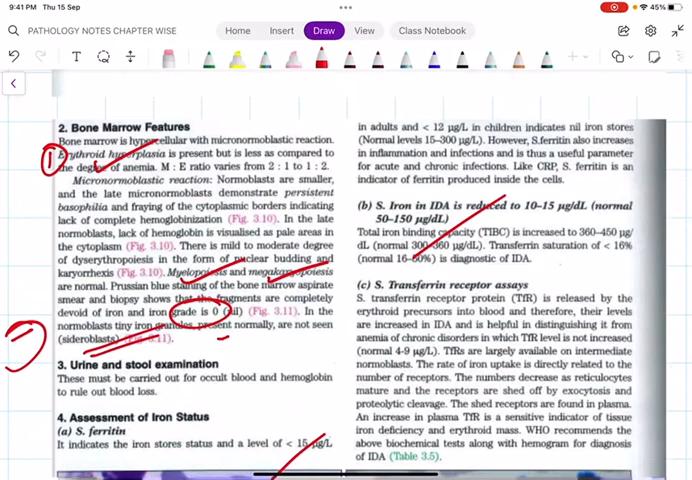 9:41 PM Thu 15 Sep
45%
PATHOLOGY NOTES CHAPTER WISE
Home Insert Draw View Class Notebook
2. Bone Marrow Features
Bone marrow is hypercellular with micronormoblastic reaction.
Erythroid hyperplasia is present but is less as compared to
the degree of anemia. M : E ratio varies from 2 : 1 to 1 : 2.
Micronormoblastic reaction: Normoblasts are smaller,
and the late micronormoblasts demonstrate persistent
basophilia and fraying of the cytoplasmic borders indicating
lack of complete hemoglobinization (Fig. 3.10). In the late
normoblasts, lack of hemoglobin is visualised as pale areas in
the cytoplasm (Fig. 3.10). There is mild to moderate degree
of dyserythropoiesis in the form of nuclear budding and
karyorrhexis (Fig. 3.10). Myelopoiesis and megakaryopoiesis
are normal. Prussian blue staining of the bone marrow aspirate
smear and biopsy shows that the fragments are completely
devoid of iron and iron grade is 0 (nil) (Fig. 3.11). In the
normoblasts tiny iron granules, present normally, are not seen
(sideroblasts) (Fig. 3.11).
3. Urine and stool examination
These must be carried out for occult blood and hemoglobin
to rule out blood loss.
4. Assessment of Iron Status
(a) S. ferritin
It indicates the iron stores status and a level of < 15 µg/L
in adults and < 12 µg/L in children indicates nil iron stores
(Normal levels 15-300 µg/L). However, S.ferritin also increases
in inflammation and infections and is thus a useful parameter
for acute and chronic infections. Like CRP, S. ferritin is an
indicator of ferritin produced inside the cells.
(b) S. Iron in IDA is reduced to 10–15 µg/dL (normal
50–150 µg/dL)
Total iron binding capacity (TIBC) is increased to 360-450 µg/
dL (normal 300-360 µg/dL). Transferrin saturation of < 16%
(normal 16-50%) is diagnostic of IDA.
(c) S. Transferrin receptor assays
S. transferrin receptor protein (TfR) is released by the
erythroid precursors into blood and therefore, their levels
are increased in IDA and is helpful in distinguishing it from
anemia of chronic disorders in which TfR level is not increased
(normal 4-9 µg/L). TfRs are largely available on intermediate
normoblasts. The rate of iron uptake is directly related to the
number of receptors. The numbers decrease as reticulocytes
mature and the receptors are shed off by exocytosis and
proteolytic cleavage. The shed receptors are found in plasma.
An increase in plasma TfR is a sensitive indicator of tissue
iron deficiency and erythroid mass. WHO recommends the
above biochemical tests along with hemogram for diagnosis
of IDA (Table 3.5).
1